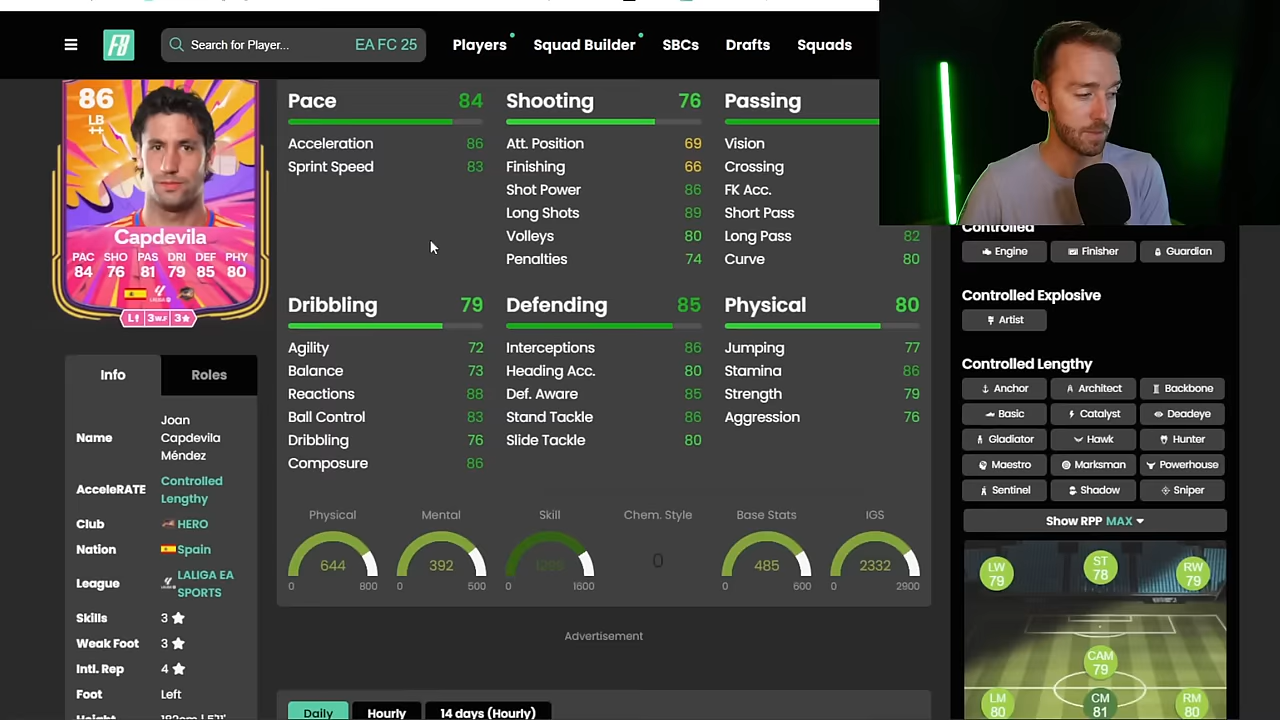 FB
Search for Player...
EA FC 25
Players
Squad Builder
SBCs
Drafts
Squads
86
LB
++
Capdevila
PAC SHO PAS DRI DEF PHY
84 76 81 79 85 80
3
3
Pace 84
Acceleration 86
Sprint Speed 83
Shooting 76
Att. Position 69
Finishing 66
Shot Power 86
Long Shots 89
Volleys 80
Penalties 74
Passing
Vision
Crossing
FK Acc.
Short Pass
Long Pass 82
Curve 80
Dribbling 79
Agility 72
Balance 73
Reactions 88
Ball Control 83
Dribbling 76
Composure 86
Defending 85
Interceptions 86
Heading Acc. 80
Def. Aware 85
Stand Tackle 86
Slide Tackle 80
Physical 80
Jumping 77
Stamina 86
Strength 79
Aggression 76
Physical
644
0 800
Mental
392
0 500
Skill
0 1600
Chem. Style
0
Base Stats
485
0 600
IGS
2332
0 2900
Advertisement
Daily
Hourly
14 days (Hourly)
Info
Roles
Name
Joan Capdevila Méndez
AcceleRATE
Controlled Lengthy
Club
HERO
Nation
Spain
League
LALIGA EA SPORTS
Skills
3
Weak Foot
3
Intl. Rep
4
Foot
Left
Controlled
Engine
Finisher
Guardian
Controlled Explosive
Artist
Controlled Lengthy
Anchor
Architect
Backbone
Basic
Catalyst
Deadeye
Gladiator
Hawk
Hunter
Maestro
Marksman
Powerhouse
Sentinel
Shadow
Sniper
Show RPP MAX
LW
79
ST
78
RW
79
CAM
79
LM
80
CM
81
RM
80